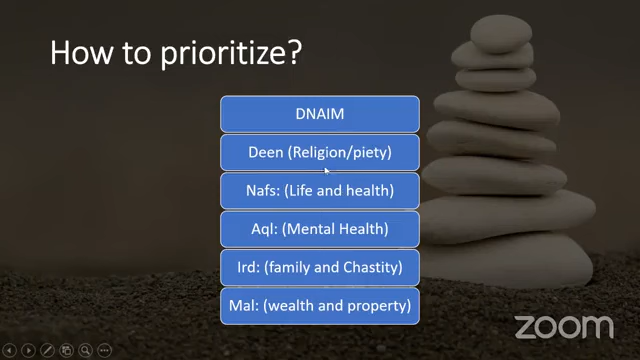 How to prioritize?
DNAIM
Deen (Religion/piety)
Nafs: (Life and health)
Aql: (Mental Health)
Ird: (family and Chastity)
Mal: (wealth and property)
zoom